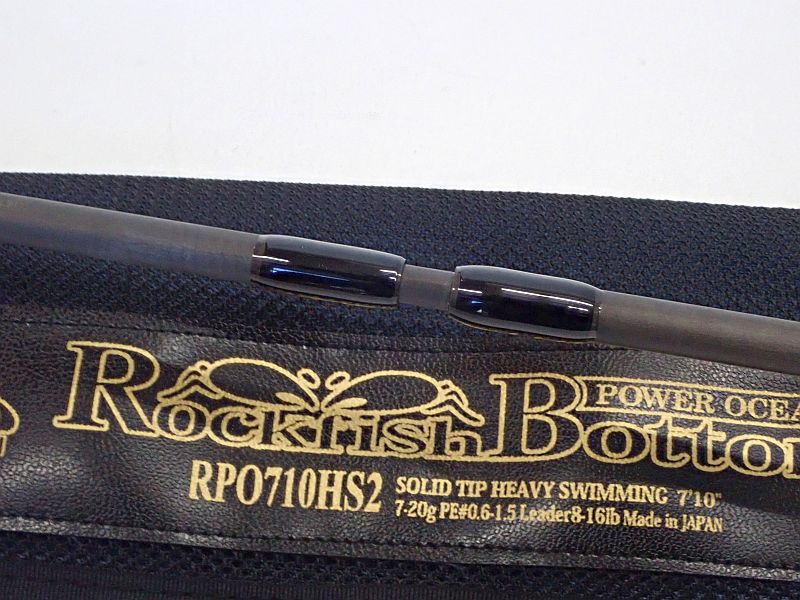 Rockfish Bottom
POWER OCEA
RPO710HS2
SOLID TIP HEAVY SWIMMING 7'10"
7-20g PE#0.6-1.5 Leader8-16lb Made in JAPAN